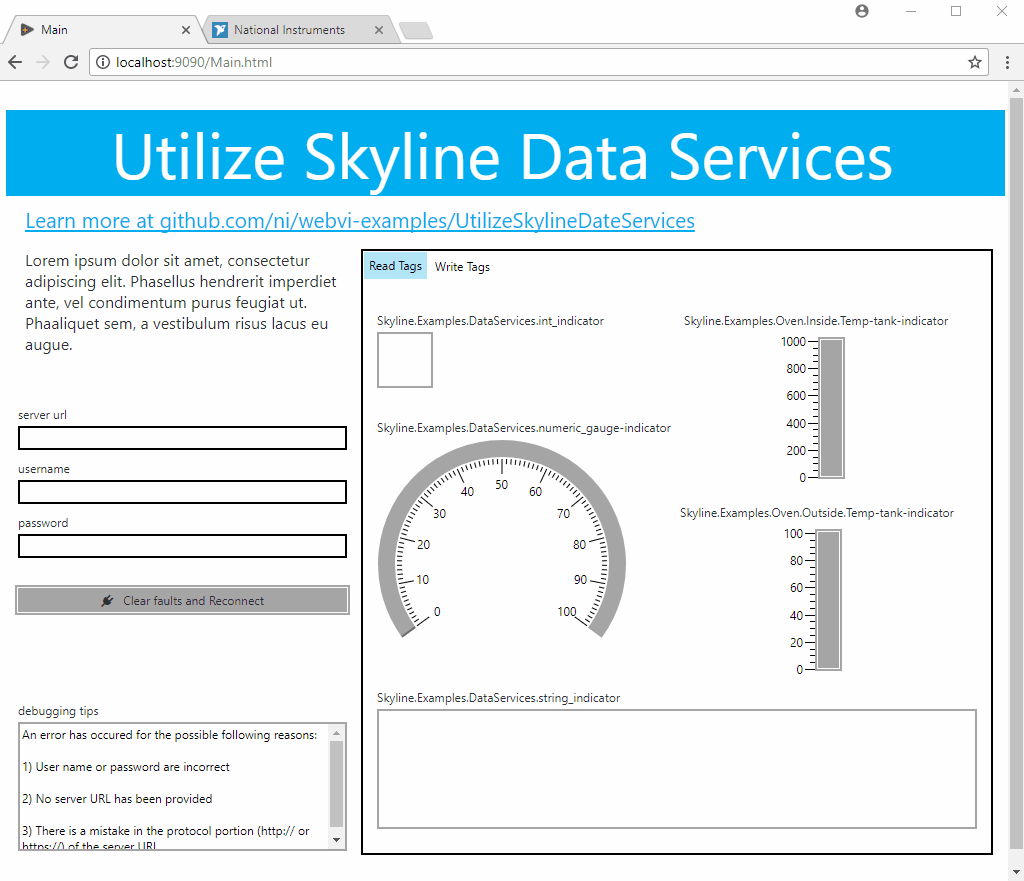 Main
National Instruments
localhost:9090/Main.html
Utilize Skyline Data Services
Learn more at github.com/ni/webvi-examples/UtilizeSkylineDateServices
Lorem ipsum dolor sit amet, consectetur
adipiscing elit. Phasellus hendrerit imperdiet
ante, vel condimentum purus feugiat ut.
Phaaliquet sem, a vestibulum risus lacus eu
augue.
server url
username
password
Clear faults and Reconnect
debugging tips
An error has occured for the possible following reasons:
1) User name or password are incorrect
2) No server URL has been provided
3) There is a mistake in the protocol portion (http:// or
https://) of the server URL
Read Tags Write Tags
Skyline.Examples.DataServices.int_indicator
Skyline.Examples.DataServices.numeric_gauge-indicator
0
10
20
30
40
50
60
70
80
90
100
Skyline.Examples.Oven.Inside.Temp-tank-indicator
1000
800
600
400
200
0
Skyline.Examples.Oven.Outside.Temp-tank-indicator
100
80
60
40
20
0
Skyline.Examples.DataServices.string_indicator